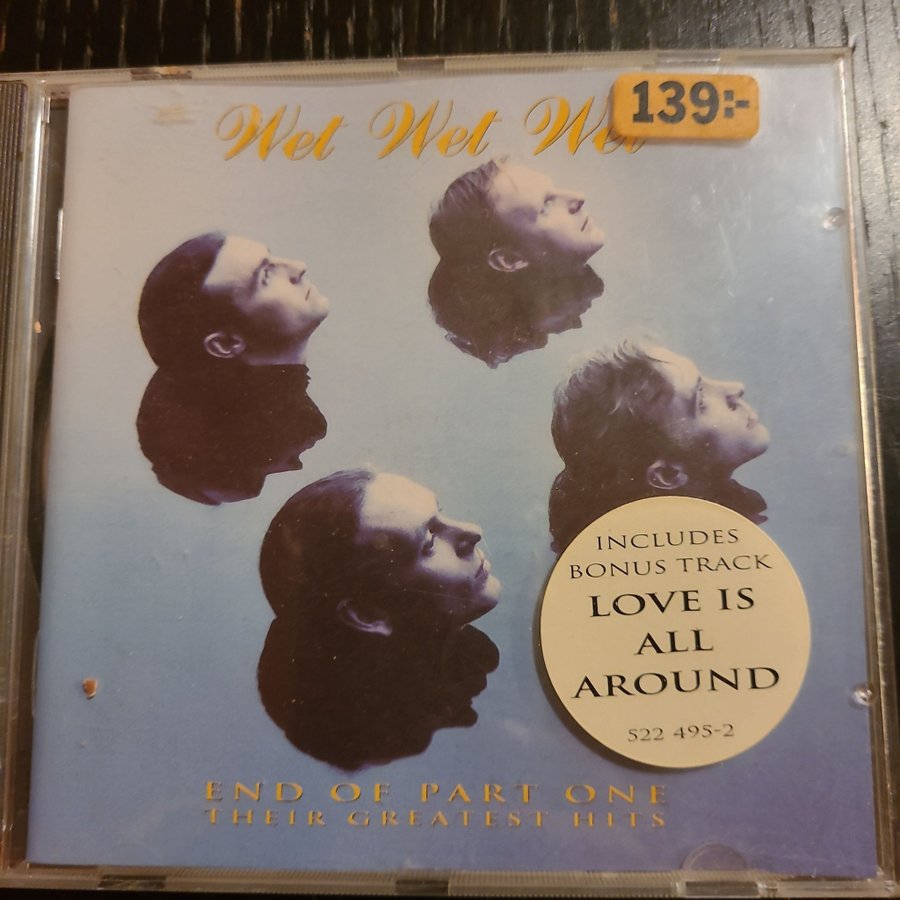 Wet Wet Wet
139:-
INCLUDES
BONUS TRACK
LOVE IS
ALL
AROUND
522 495-2
END OF PART ONE
THEIR GREATEST HITS